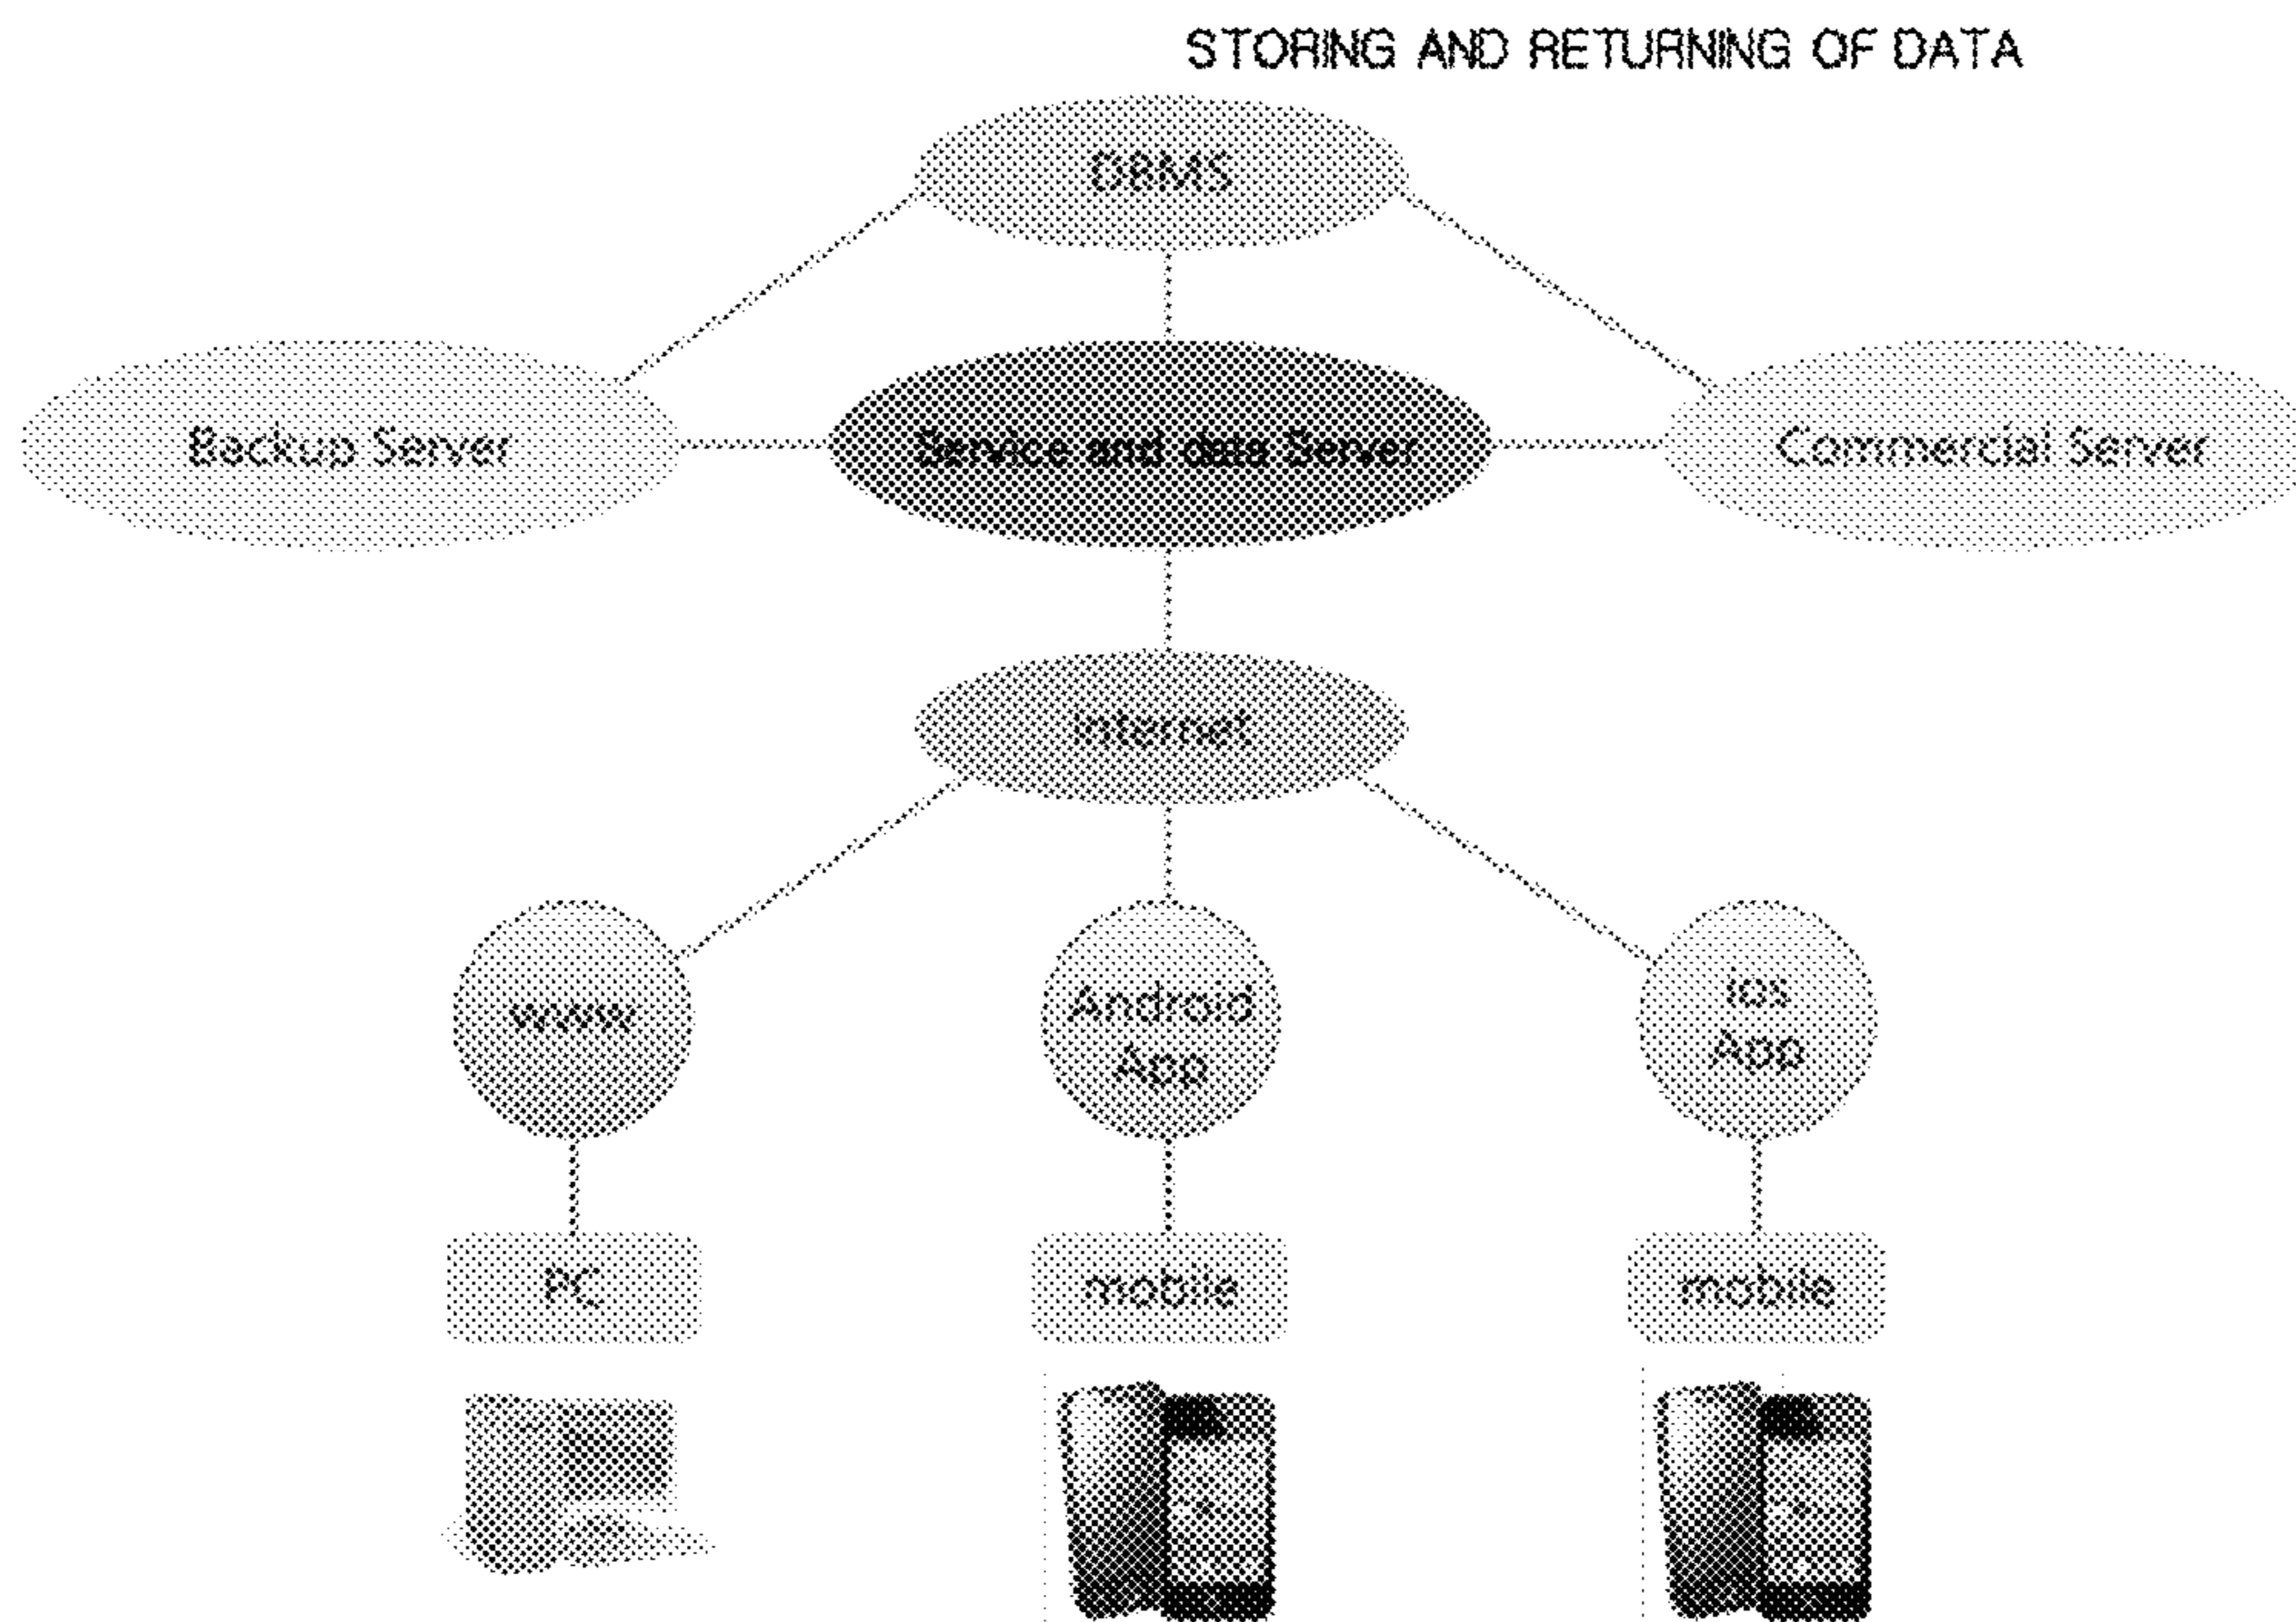 STORING AND RETURNING OF DATA
DBMS
Backup Server
Service and data Server
Commercial Server
Internet
www
Android
App
ios
App
PC
mobile
mobile